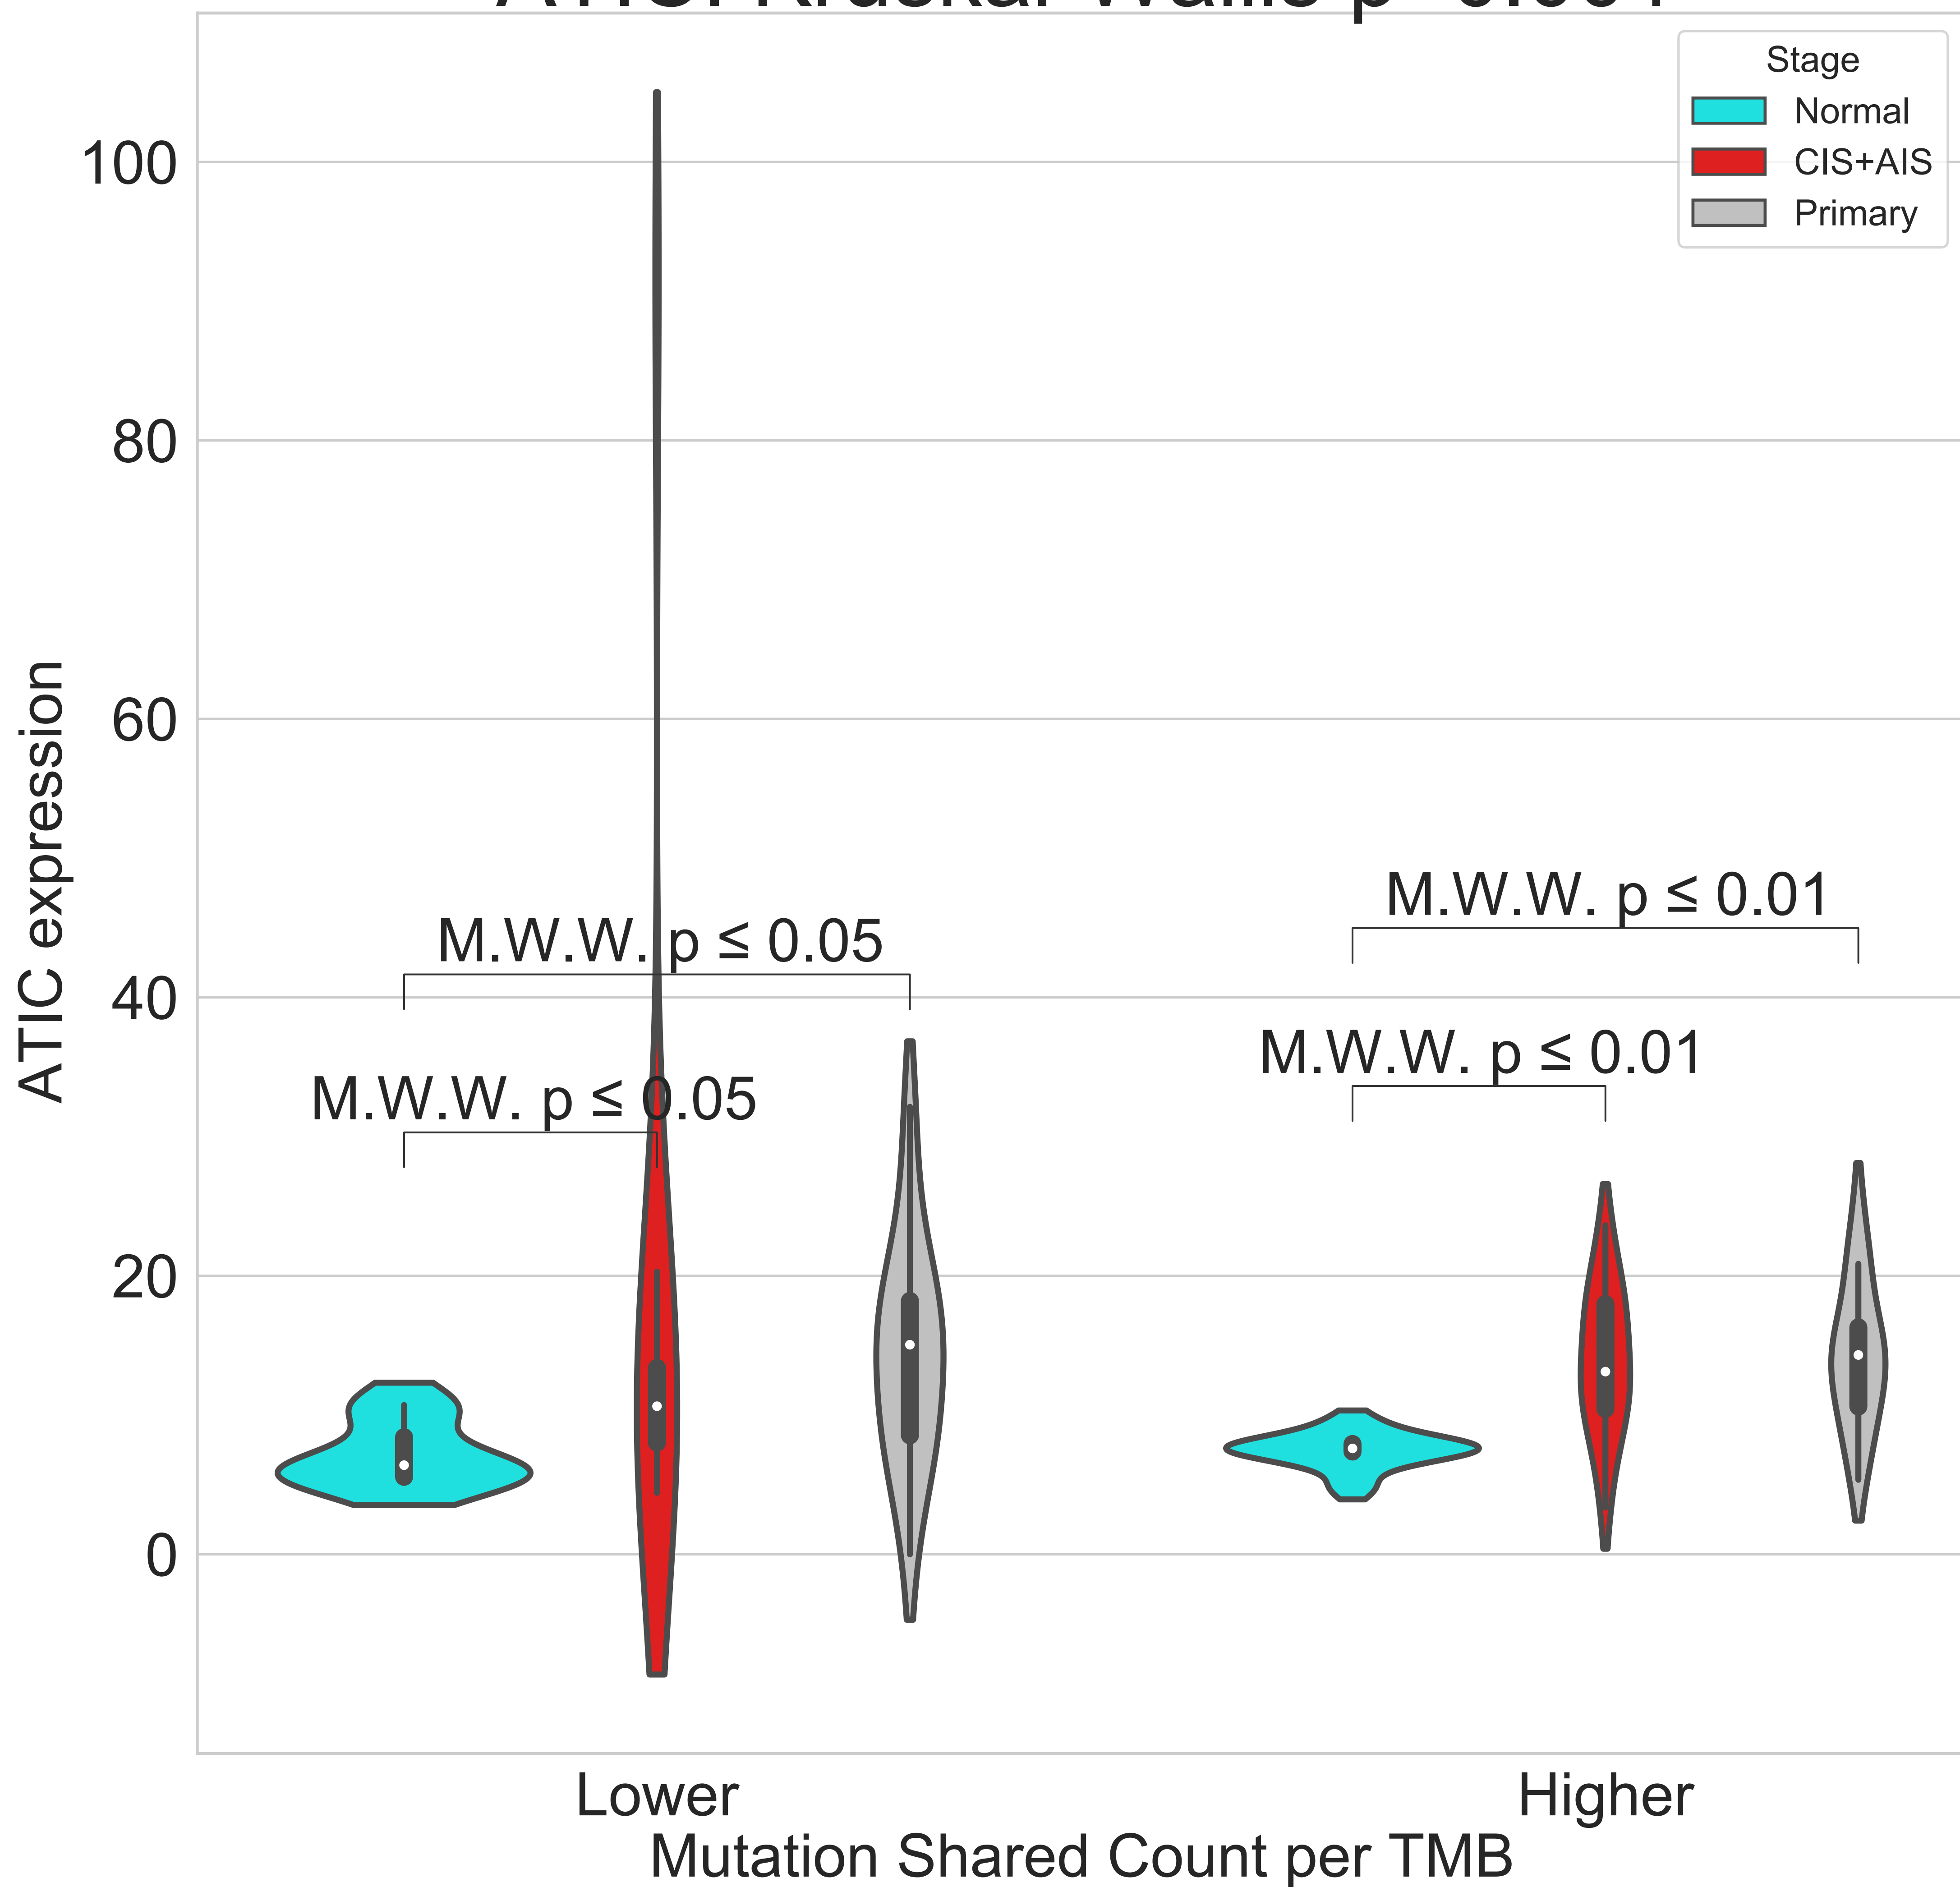 Stage
Normal
CIS+AIS
Primary
100
80
60
40
20
0
ATIC expression
M.W.W. p ≤ 0.05
M.W.W. p ≤ 0.05
M.W.W. p ≤ 0.01
M.W.W. p ≤ 0.01
Lower
Higher
Mutation Shared Count per TMB